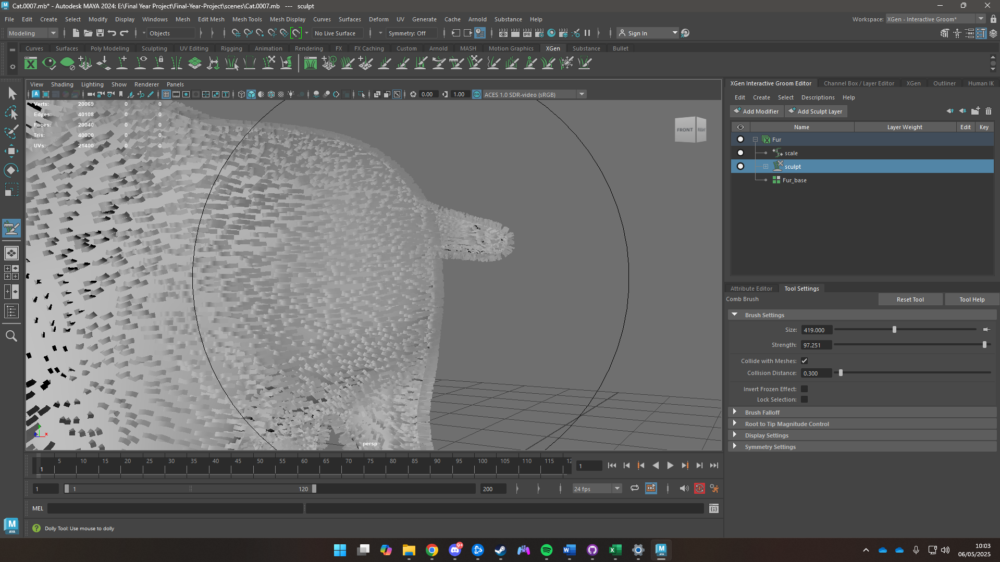 Cat.0007.mb* - Autodesk MAYA 2024: E:\Final Year Project\Final-Year-Project\scenes\Cat.0007.mb --- sculpt
File Edit Create Select Modify Display Windows Mesh Edit Mesh Mesh Tools Mesh Display Curves Surfaces Deform UV Generate Cache Arnold Substance Help
Workspace: XGen - Interactive Groom*
Modeling Objects No Live Surface Symmetry: Off Sign In
Curves Surfaces Poly Modeling Sculpting UV Editing Rigging Animation Rendering FX FX Caching Custom Arnold MASH Motion Graphics XGen Substance Bullet
View Shading Lighting Show Renderer Panels
0.00 1.00 ACES 1.0 SDR-video (sRGB)
Verts: 20069 0 0
Edges: 40108 0 0
Faces: 20040 0 0
Tris: 40000 0 0
UVs: 21400 0 0
FRONT RIGHT
persp
XGen Interactive Groom Editor Channel Box / Layer Editor XGen Outliner Human IK
Edit Create Select Descriptions Help
Add Modifier Add Sculpt Layer
Name Layer Weight Edit Key
Fur
scale
sculpt
Fur_base
Attribute Editor Tool Settings
Comb Brush Reset Tool Tool Help
Brush Settings
Size: 419.000
Strength: 97.251
Collide with Meshes:
Collision Distance: 0.300
Invert Frozen Effect:
Lock Selection:
Brush Falloff
Root to Tip Magnitude Control
Display Settings
Symmetry Settings
5 10 15 20 25 30 35 40 45 50 55 60 65 70 75 80 85 90 95 100 105 110 115 12
1 1
1 1 120 200 24 fps
MEL
Dolly Tool: Use mouse to dolly
M
AYA
9+
10:03
06/05/2025